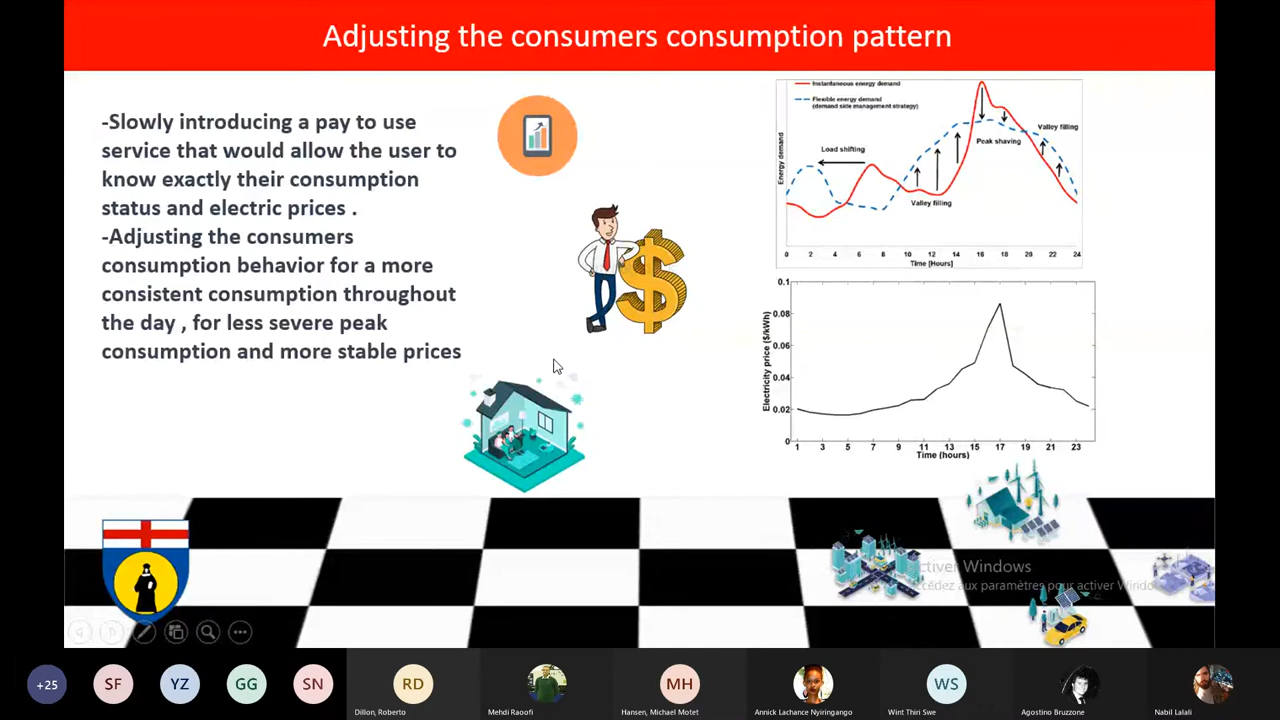 Adjusting the consumers consumption pattern
-Slowly introducing a pay to use
service that would allow the user to
know exactly their consumption
status and electric prices .
-Adjusting the consumers
consumption behavior for a more
consistent consumption throughout
the day , for less severe peak
consumption and more stable prices
Instantaneous energy demand
Flexible energy demand
(demand side management strategy)
Energy demand
Load shifting
Valley filling
Peak shaving
Valley filling
0 2 4 6 8 10 12 14 16 18 20 22 24
Time [Hours]
Electricity price ($/kWh)
0.1
0.08
0.06
0.04
0.02
0
1 3 5 7 9 11 13 15 17 19 21 23
Time (hours)
ctiver Windows
cédez aux paramètres pour activer Windo
+25
SF
YZ
GG
SN
RD
MH
WS
Dillon, Roberto
Mehdi Raoofi
Hansen, Michael Motet
Annick Lachance Nyiringango
Wint Thiri Swe
Agostino Bruzzone
Nabil Lalali